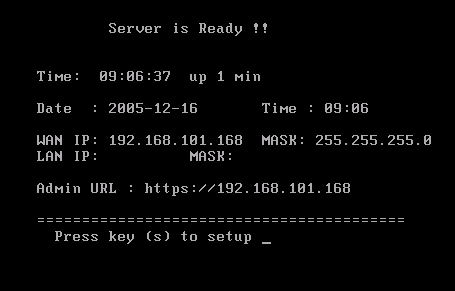 Server is Ready !!
Time:  09:06:37  up 1 min
Date  : 2005-12-16       Time : 09:06
WAN IP: 192.168.101.168  MASK: 255.255.255.0
LAN IP:          MASK:
Admin URL : https://192.168.101.168
=========================================
Press key (s) to setup _